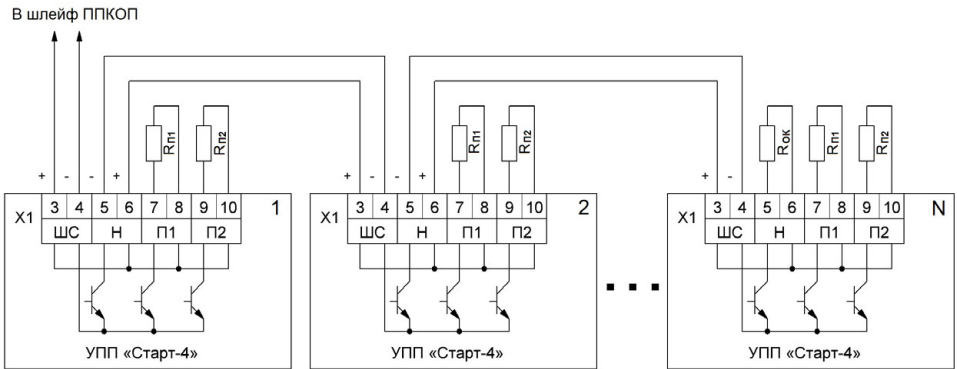 В шлейф ППКОП
Rп1 Rп2 Rп1 Rп2 Rок Rп1 Rп2
+ - - + + - - + + -
X1 3 4 5 6 7 8 9 10 1
ШС Н П1 П2
X1 3 4 5 6 7 8 9 10 2
ШС Н П1 П2
X1 3 4 5 6 7 8 9 10 N
ШС Н П1 П2
УПП «Старт-4» УПП «Старт-4» УПП «Старт-4»